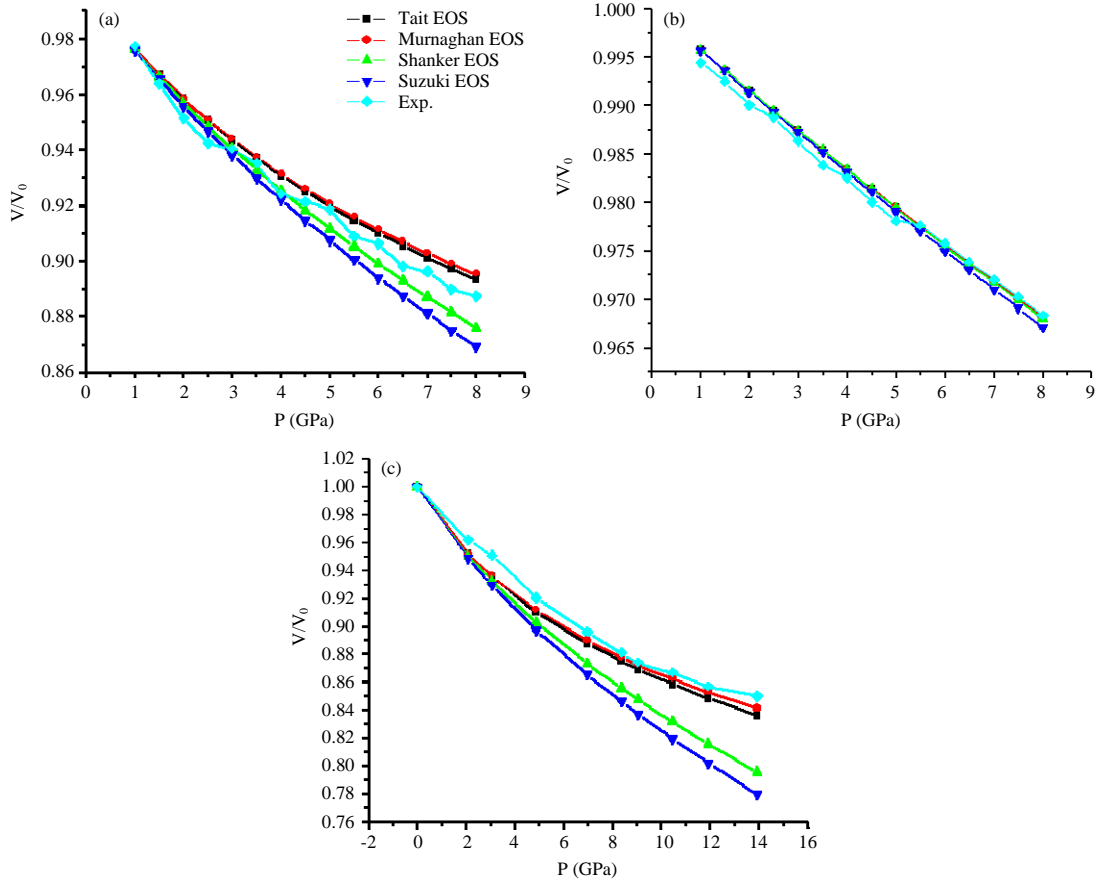 (a)
Tait EOS
Murnaghan EOS
Shanker EOS
Suzuki EOS
Exp.
0.98
0.96
0.94
0.92
0.90
0.88
0.86
V/V0
0 1 2 3 4 5 6 7 8 9
P (GPa)
(b)
1.000
0.995
0.990
0.985
0.980
0.975
0.970
0.965
V/V0
0 1 2 3 4 5 6 7 8 9
P (GPa)
(c)
1.02
1.00
0.98
0.96
0.94
0.92
0.90
0.88
0.86
0.84
0.82
0.80
0.78
0.76
V/V0
-2 0 2 4 6 8 10 12 14 16
P (GPa)